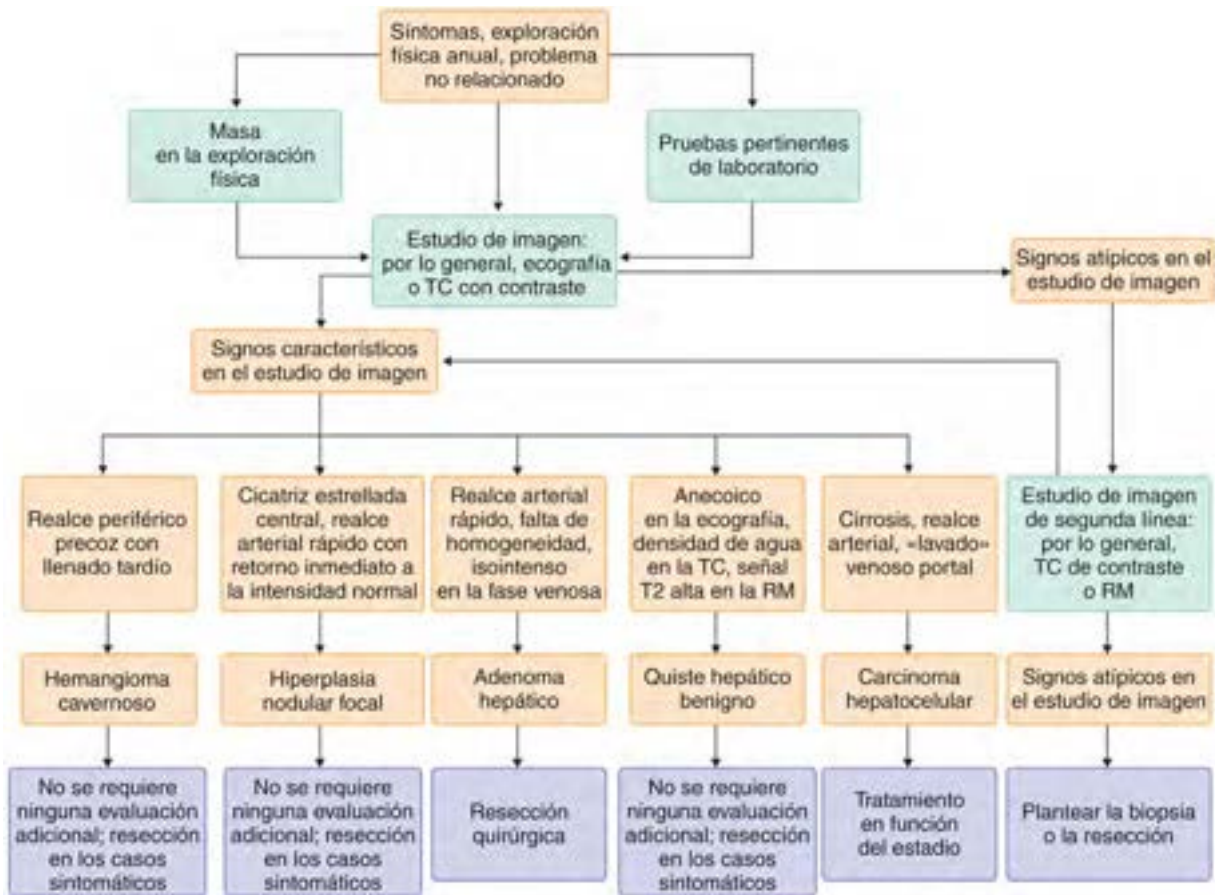 Síntomas, exploración
física anual, problema
no relacionado
Masa
en la exploración
física
Pruebas pertinentes
de laboratorio
Estudio de imagen:
por lo general, ecografía
o TC con contraste
Signos atípicos en el
estudio de imagen
Signos característicos
en el estudio de imagen
Realce periférico
precoz con
llenado tardío
Cicatriz estrellada
central, realce
arterial rápido con
retorno inmediato a
la intensidad normal
Realce arterial
rápido, falta de
homogeneidad,
isointenso
en la fase venosa
Anecoico
en la ecografía,
densidad de agua
en la TC, señal
T2 alta en la RM
Cirrosis, realce
arterial, «lavado»
venoso portal
Estudio de imagen
de segunda línea:
por lo general,
TC de contraste
o RM
Hemangioma
cavernoso
Hiperplasia
nodular focal
Adenoma
hepático
Quiste hepático
benigno
Carcinoma
hepatocelular
Signos atípicos en
el estudio de imagen
No se requiere
ninguna evaluación
adicional; resección
en los casos
sintomáticos
No se requiere
ninguna evaluación
adicional; resección
en los casos
sintomáticos
Resección
quirúrgica
No se requiere
ninguna evaluación
adicional; resección
en los casos
sintomáticos
Tratamiento
en función
del estadio
Plantear la biopsia
o la resección